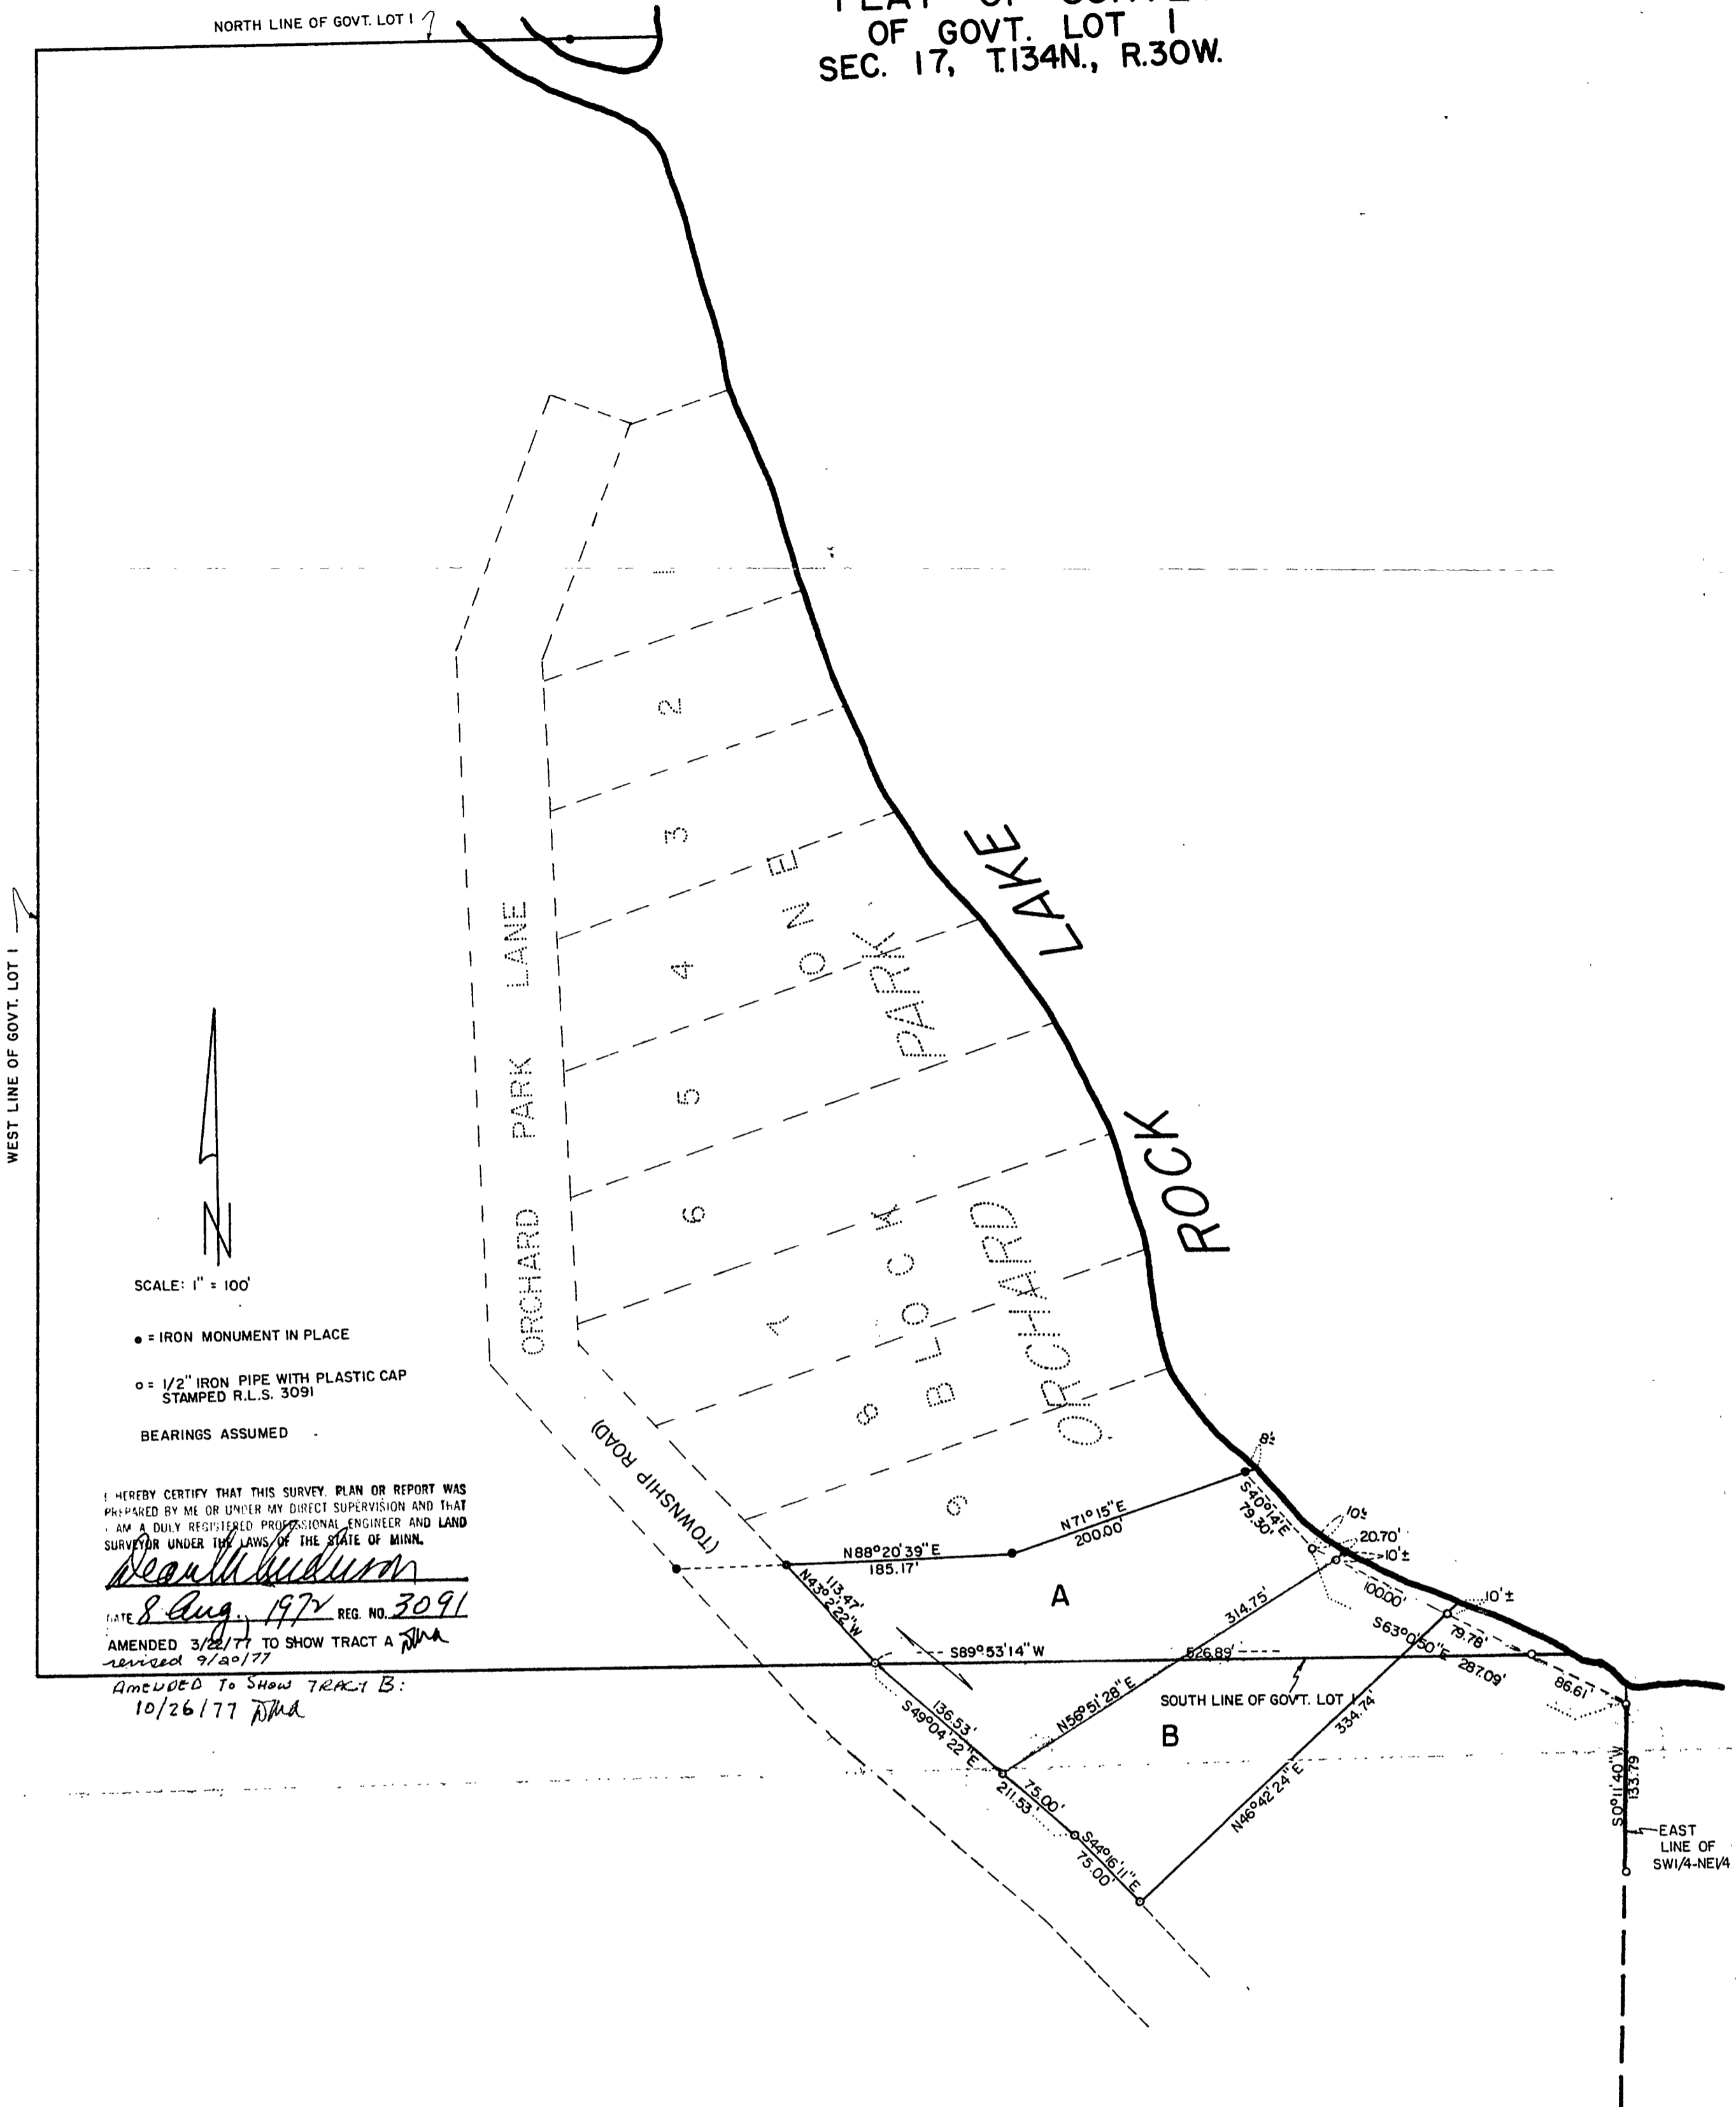 OF GOVT. LOT 1
SEC. 17, T.134N., R.30W.
NORTH LINE OF GOVT. LOT 1
WEST LINE OF GOVT. LOT 1
1
2
3
4
5
6
7
8
9
BLOCK ONE
ORCHARD PARK
ORCHARD PARK LANE
(TOWNSHIP ROAD)
ROCK LAKE
N
SCALE: 1" = 100'
● = IRON MONUMENT IN PLACE
○ = 1/2" IRON PIPE WITH PLASTIC CAP
STAMPED R.L.S. 3091
BEARINGS ASSUMED
I HEREBY CERTIFY THAT THIS SURVEY, PLAN OR REPORT WAS
PREPARED BY ME OR UNDER MY DIRECT SUPERVISION AND THAT
I AM A DULY REGISTERED PROFESSIONAL ENGINEER AND LAND
SURVEYOR UNDER THE LAWS OF THE STATE OF MINN.
DATE 8 Aug., 1972 REG. NO. 3091
AMENDED 3/22/77 TO SHOW TRACT A DMA
revised 9/20/77
AMENDED TO SHOW TRACT B:
10/26/77 DMA
N88°20'39"E
185.17'
N71°15"E
200.00'
8'±
S40°14'E
79.30'
10'±
20.70'
10'±
100.00'
10'±
79.78'
S63°0'50"E 287.09'
86.61'
113.47'
N43°2'22"W
A
314.75'
N56°51'28"E
S89°53'14"W
526.89'
SOUTH LINE OF GOV'T. LOT 1
334.74'
N46°42'24"E
B
136.53'
S49°04'22"E
75.00'
211.53'
S44°16'11"E
75.00'
S0°11'40"W
133.79
EAST
LINE OF
SW1/4-NE1/4